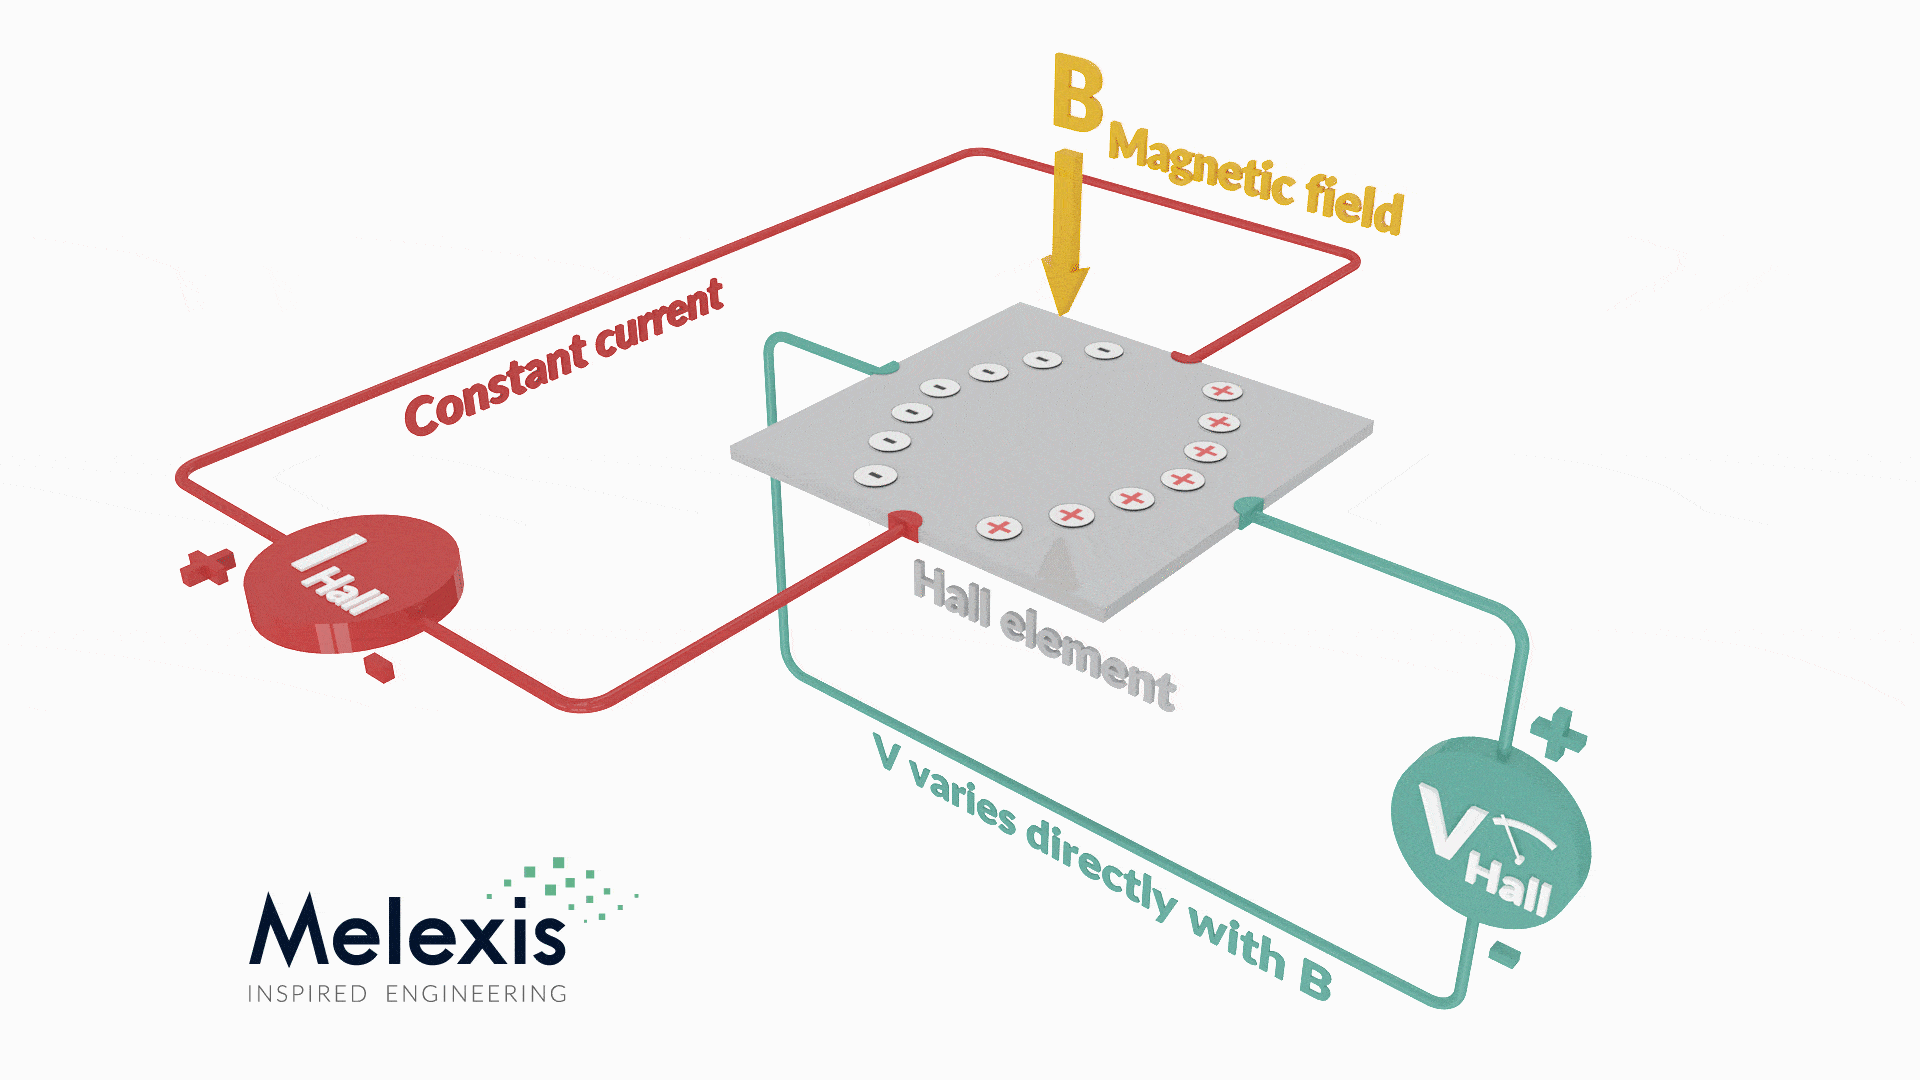 B Magnetic field
Constant current
I Hall
+
-
Hall element
V varies directly with B
+
V Hall
-
Melexis
INSPIRED ENGINEERING